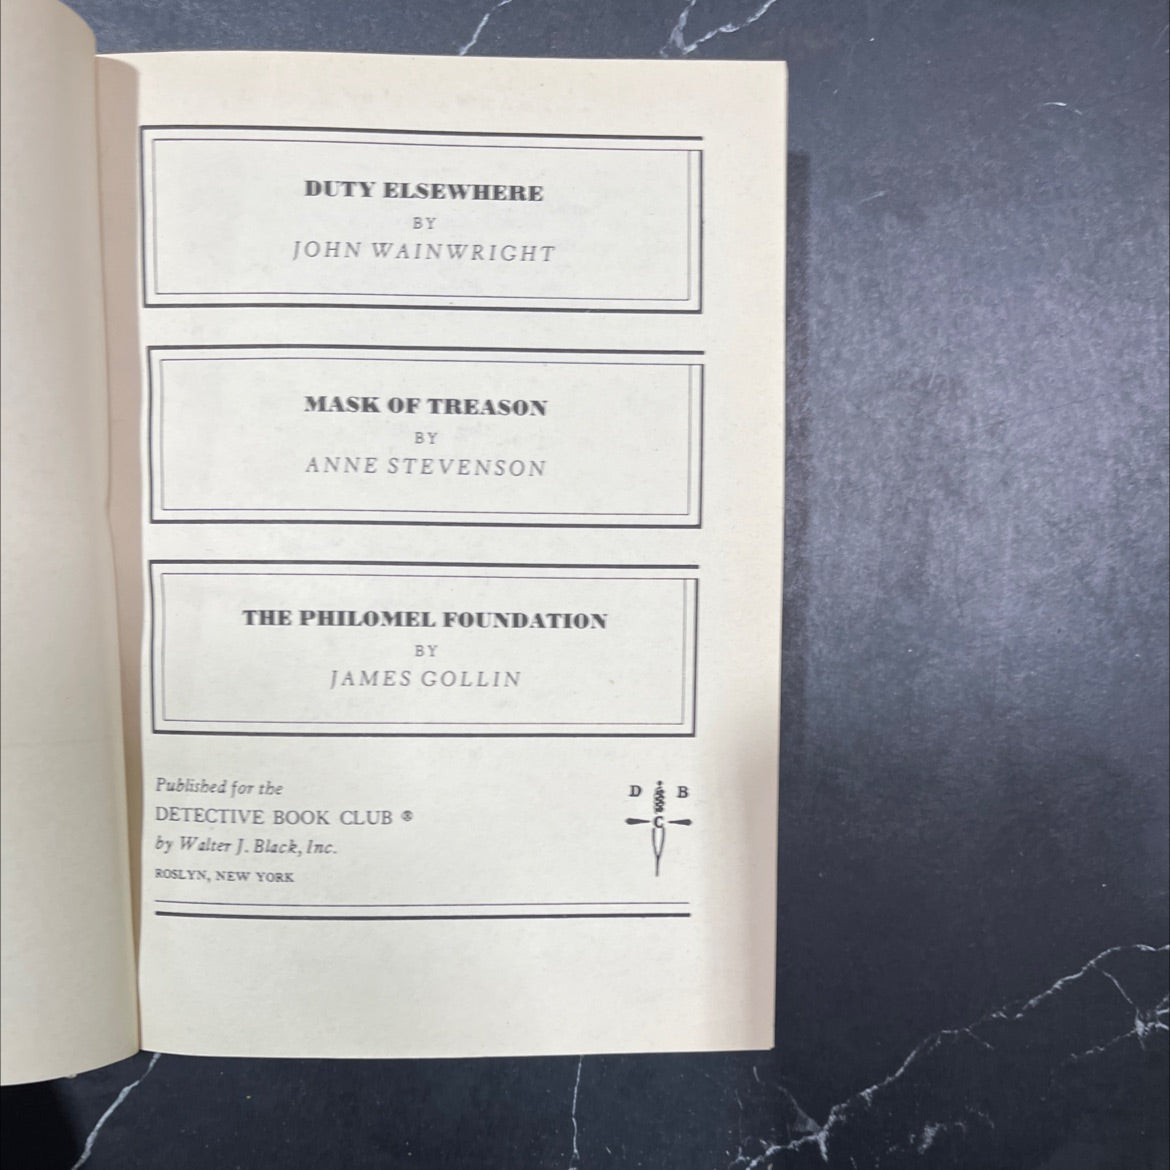 DUTY ELSEWHERE
BY
JOHN WAINWRIGHT
MASK OF TREASON
BY
ANNE STEVENSON
THE PHILOMEL FOUNDATION
BY
JAMES GOLLIN
Published for the
DETECTIVE BOOK CLUB ®
by Walter J. Black, Inc.
ROSLYN, NEW YORK
D B
C